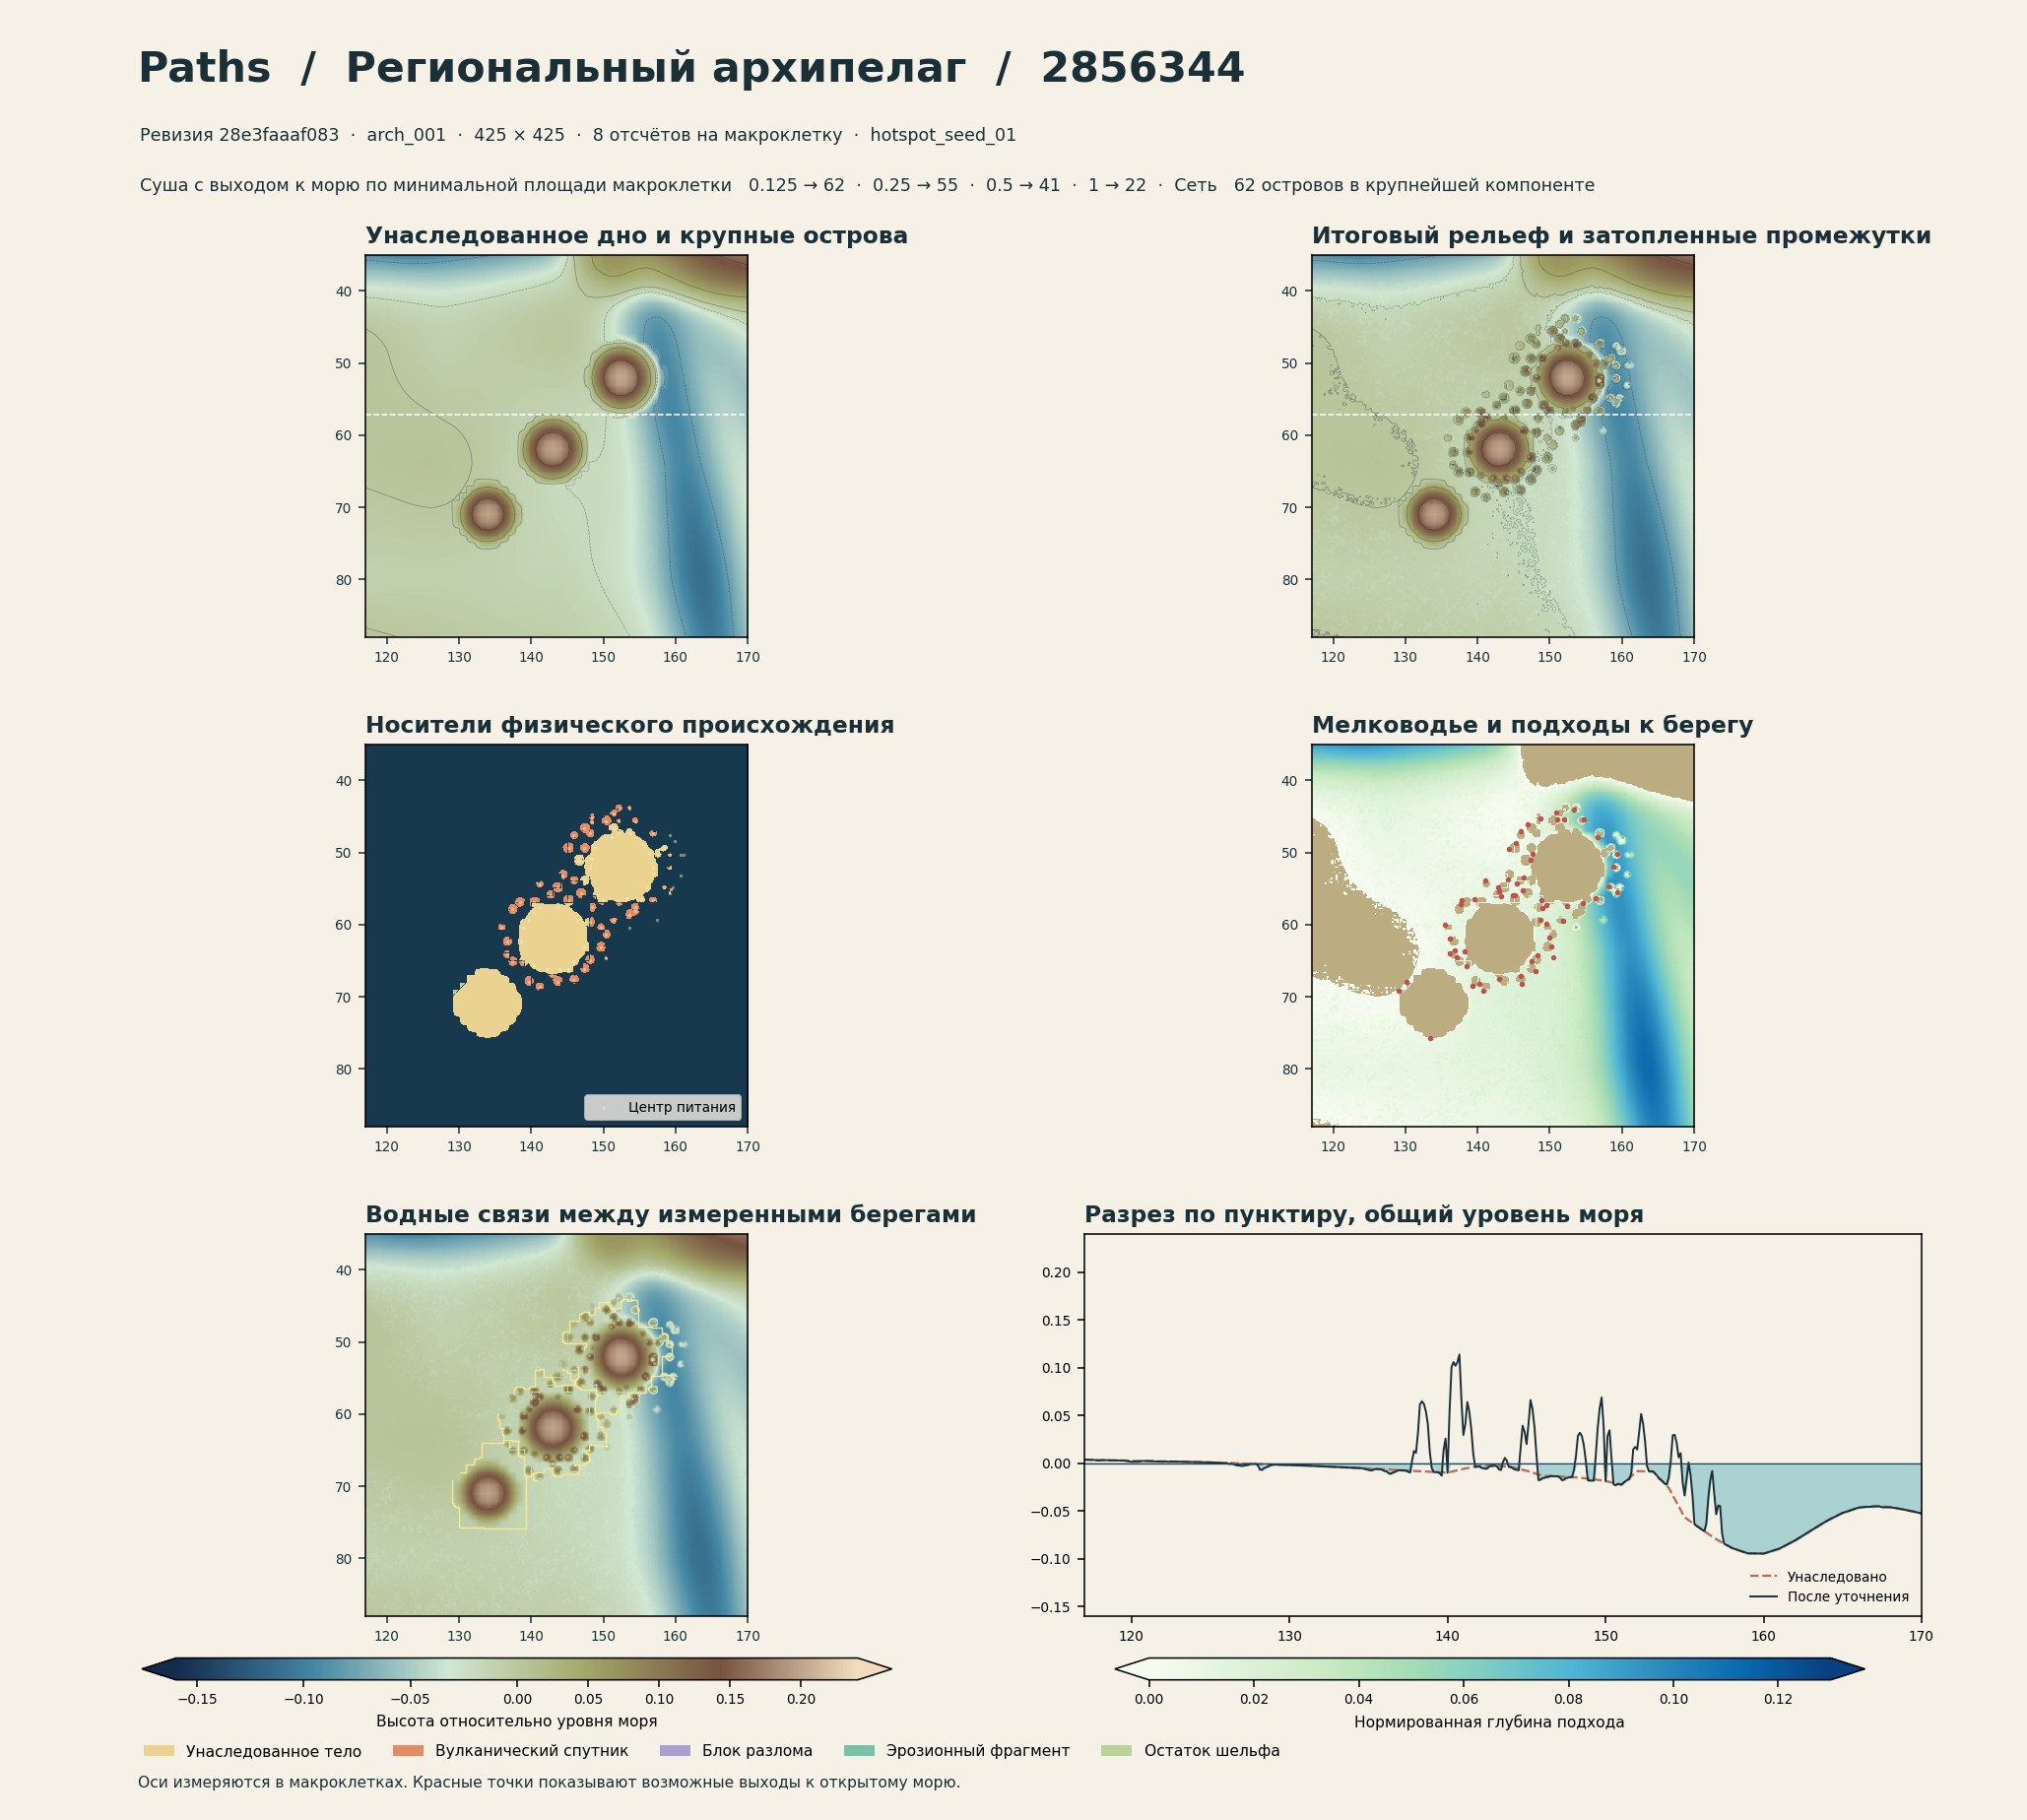 Paths / Региональный архипелаг / 2856344
Ревизия 28e3faaaf083 · arch_001 · 425 × 425 · 8 отсчётов на макроклетку · hotspot_seed_01
Суша с выходом к морю по минимальной площади макроклетки 0.125 → 62 · 0.25 → 55 · 0.5 → 41 · 1 → 22 · Сеть 62 островов в крупнейшей компоненте
Унаследованное дно и крупные острова
40
50
60
70
80
120 130 140 150 160 170
Итоговый рельеф и затопленные промежутки
40
50
60
70
80
120 130 140 150 160 170
Носители физического происхождения
40
50
60
70
80
Центр питания
120 130 140 150 160 170
Мелководье и подходы к берегу
40
50
60
70
80
120 130 140 150 160 170
Водные связи между измеренными берегами
40
50
60
70
80
120 130 140 150 160 170
Разрез по пунктиру, общий уровень моря
0.20
0.15
0.10
0.05
0.00
−0.05
−0.10
−0.15
Унаследовано
После уточнения
120 130 140 150 160 170
−0.15 −0.10 −0.05 0.00 0.05 0.10 0.15 0.20
Высота относительно уровня моря
0.00 0.02 0.04 0.06 0.08 0.10 0.12
Нормированная глубина подхода
Унаследованное тело Вулканический спутник Блок разлома Эрозионный фрагмент Остаток шельфа
Оси измеряются в макроклетках. Красные точки показывают возможные выходы к открытому морю.